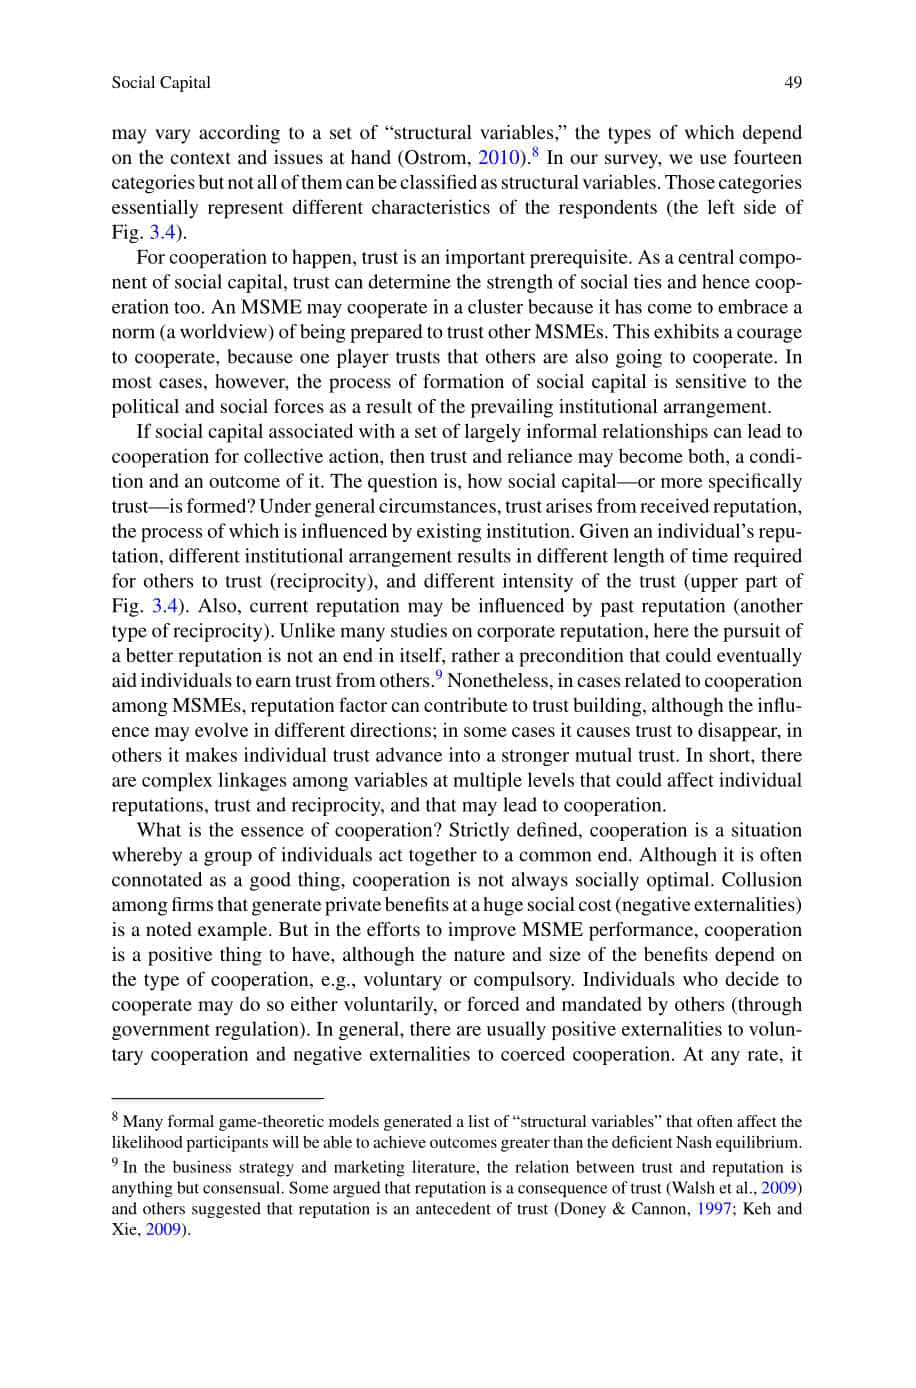 Social Capital 49
may vary according to a set of “structural variables,” the types of which depend
on the context and issues at hand (Ostrom, 2010).8 In our survey, we use fourteen
categories but not all of them can be classified as structural variables. Those categories
essentially represent different characteristics of the respondents (the left side of
Fig. 3.4).
For cooperation to happen, trust is an important prerequisite. As a central compo-
nent of social capital, trust can determine the strength of social ties and hence coop-
eration too. An MSME may cooperate in a cluster because it has come to embrace a
norm (a worldview) of being prepared to trust other MSMEs. This exhibits a courage
to cooperate, because one player trusts that others are also going to cooperate. In
most cases, however, the process of formation of social capital is sensitive to the
political and social forces as a result of the prevailing institutional arrangement.
If social capital associated with a set of largely informal relationships can lead to
cooperation for collective action, then trust and reliance may become both, a condi-
tion and an outcome of it. The question is, how social capital—or more specifically
trust—is formed? Under general circumstances, trust arises from received reputation,
the process of which is influenced by existing institution. Given an individual’s repu-
tation, different institutional arrangement results in different length of time required
for others to trust (reciprocity), and different intensity of the trust (upper part of
Fig. 3.4). Also, current reputation may be influenced by past reputation (another
type of reciprocity). Unlike many studies on corporate reputation, here the pursuit of
a better reputation is not an end in itself, rather a precondition that could eventually
aid individuals to earn trust from others.9 Nonetheless, in cases related to cooperation
among MSMEs, reputation factor can contribute to trust building, although the influ-
ence may evolve in different directions; in some cases it causes trust to disappear, in
others it makes individual trust advance into a stronger mutual trust. In short, there
are complex linkages among variables at multiple levels that could affect individual
reputations, trust and reciprocity, and that may lead to cooperation.
What is the essence of cooperation? Strictly defined, cooperation is a situation
whereby a group of individuals act together to a common end. Although it is often
connotated as a good thing, cooperation is not always socially optimal. Collusion
among firms that generate private benefits at a huge social cost (negative externalities)
is a noted example. But in the efforts to improve MSME performance, cooperation
is a positive thing to have, although the nature and size of the benefits depend on
the type of cooperation, e.g., voluntary or compulsory. Individuals who decide to
cooperate may do so either voluntarily, or forced and mandated by others (through
government regulation). In general, there are usually positive externalities to volun-
tary cooperation and negative externalities to coerced cooperation. At any rate, it
8 Many formal game-theoretic models generated a list of “structural variables” that often affect the
likelihood participants will be able to achieve outcomes greater than the deficient Nash equilibrium.
9 In the business strategy and marketing literature, the relation between trust and reputation is
anything but consensual. Some argued that reputation is a consequence of trust (Walsh et al., 2009)
and others suggested that reputation is an antecedent of trust (Doney & Cannon, 1997; Keh and
Xie, 2009).